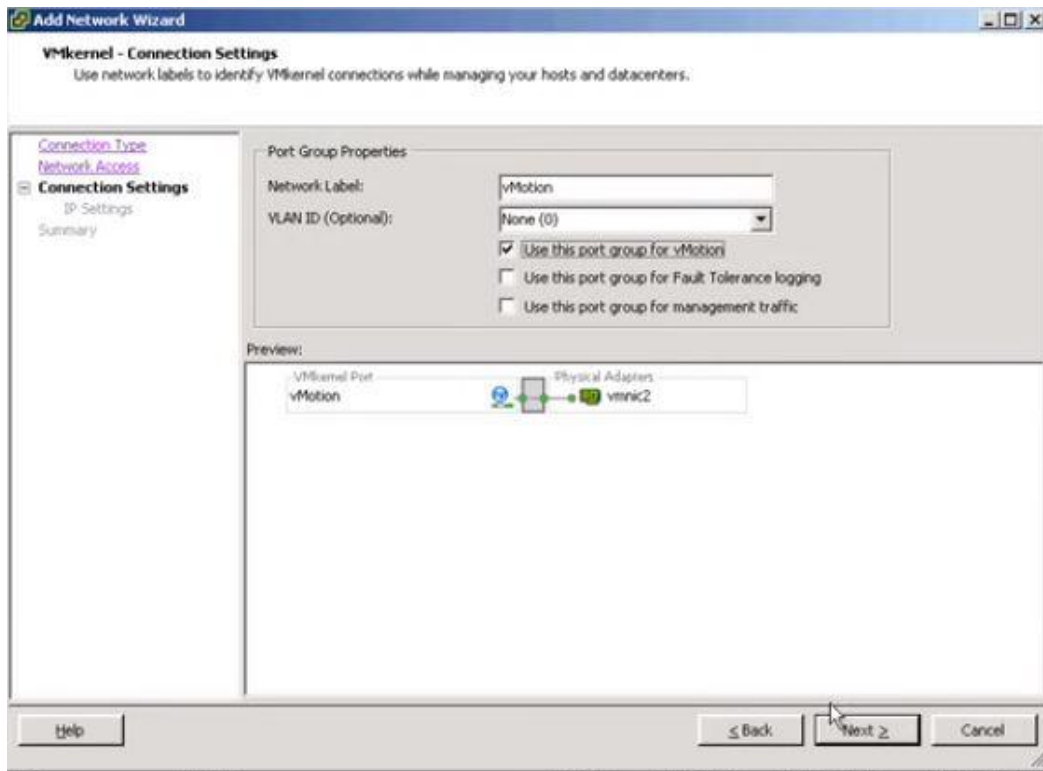 Add Network Wizard
VMkernel - Connection Settings
Use network labels to identify VMkernel connections while managing your hosts and datacenters.
Connection Type
Network Access
Connection Settings
IP Settings
Summary
Port Group Properties
Network Label:
vMotion
VLAN ID (Optional):
None (0)
Use this port group for vMotion
Use this port group for Fault Tolerance logging
Use this port group for management traffic
Preview:
VMkernel Port
vMotion
Physical Adapters
vmnic2
Help
< Back
Next >
Cancel